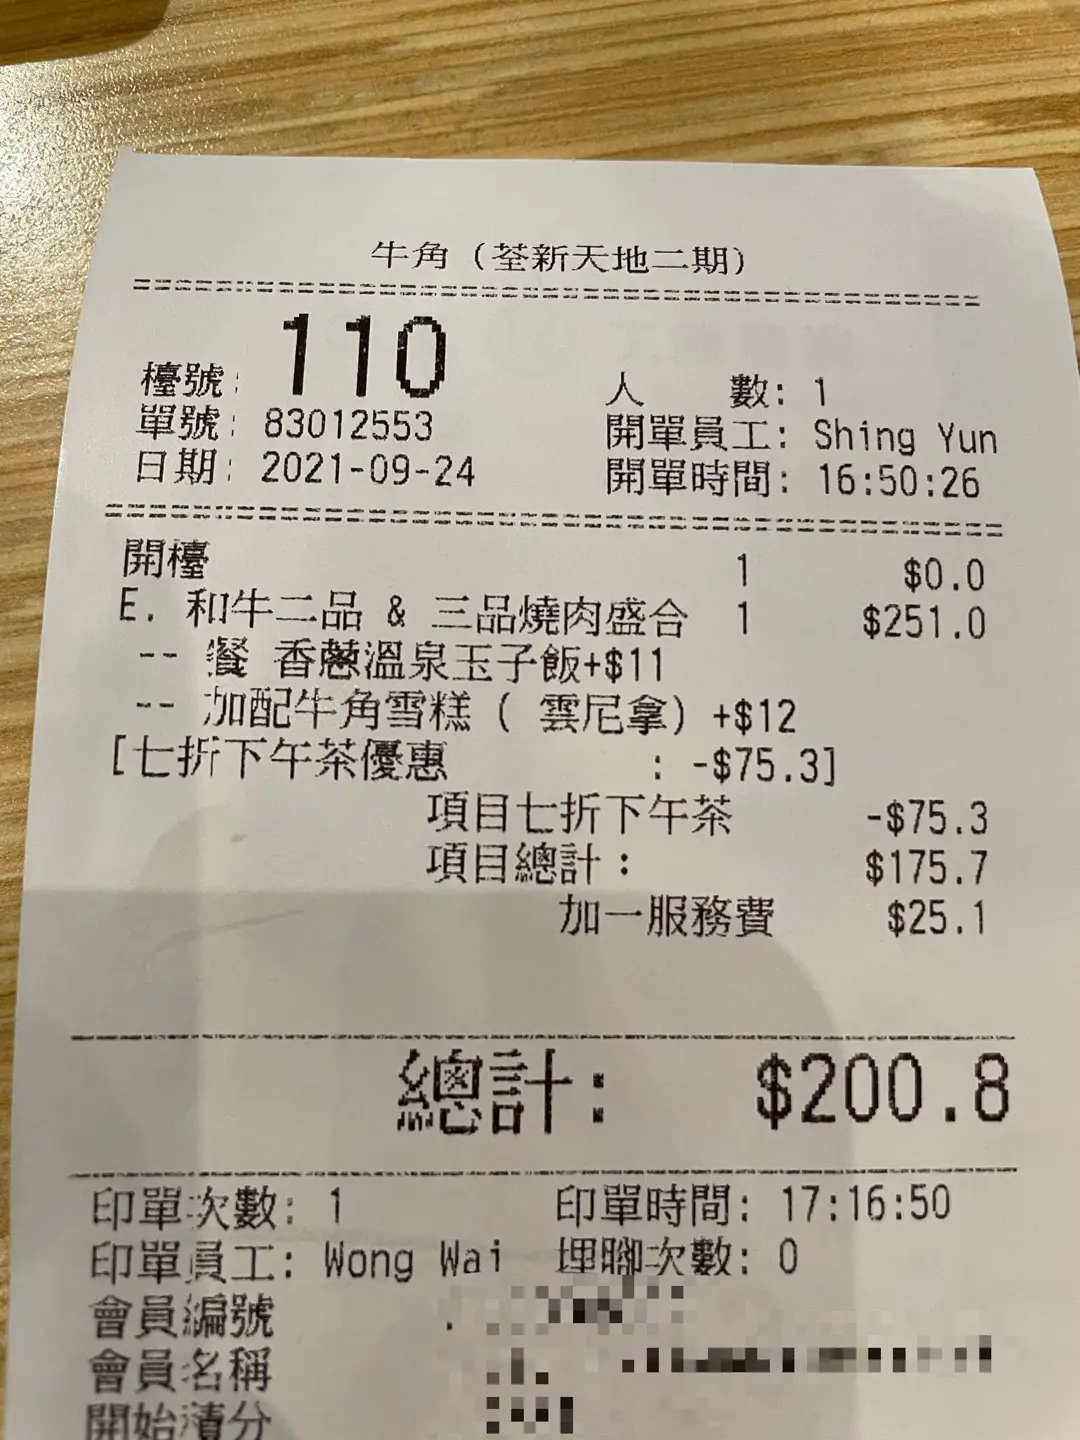 牛角（荃新天地二期）
檯號: 110 人 數: 1
單號: 83012553 開單員工: Shing Yun
日期: 2021-09-24 開單時間: 16:50:26
開檯 1 $0.0
E. 和牛二品 & 三品燒肉盛合 1 $251.0
-- 餐 香蔥溫泉玉子飯+$11
-- 加配牛角雪糕 ( 雲尼拿) +$12
[七折下午茶優惠 : -$75.3]
項目七折下午茶 -$75.3
項目總計: $175.7
加一服務費 $25.1
總計: $200.8
印單次數: 1 印單時間: 17:16:50
印單員工: Wong Wai 埋腳次數: 0
會員編號
會員名稱
開始積分